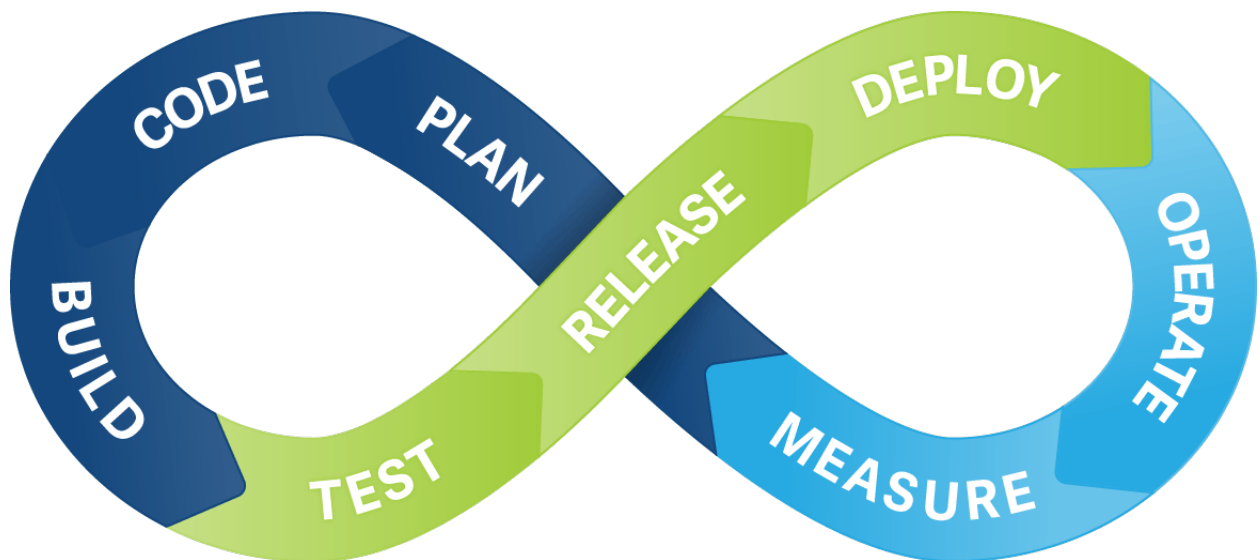 PLAN
CODE
BUILD
TEST
RELEASE
DEPLOY
OPERATE
MEASURE